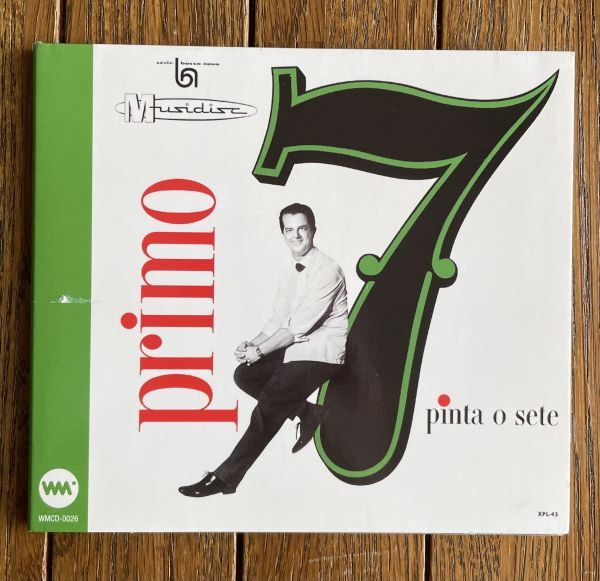 série bossa nova
Musidisc
7
primo
pinta o sete
WM
WMCD-0026
XPL-43